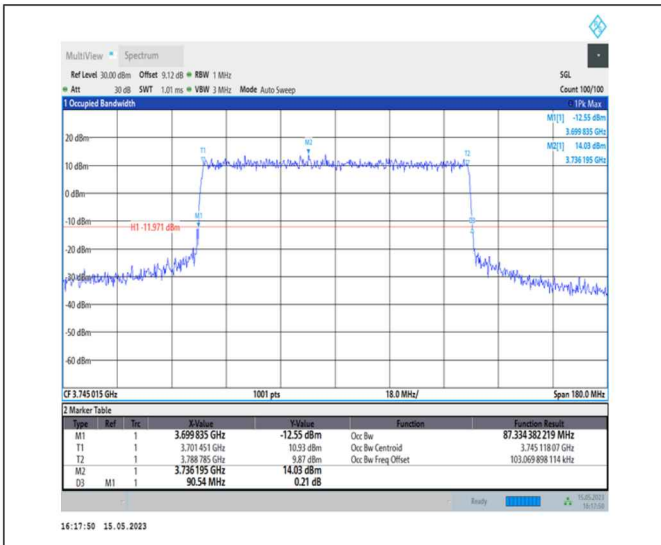 MultiView Spectrum
Ref Level 30.00 dBm Offset 9.12 dB RBW 1 MHz SGL
Att 30 dB SWT 1.01 ms VBW 3 MHz Mode Auto Sweep Count 100/100
1 Occupied Bandwidth 1Pk Max
M1[1] -12.55 dBm
3.699 835 GHz
M2[1] 14.03 dBm
3.736 195 GHz
20 dBm
M2
T1
T2
10 dBm
0 dBm
-10 dBm
M1
D3
H1 -11.971 dBm
-20 dBm
-30 dBm
-40 dBm
-50 dBm
-60 dBm
CF 3.745 015 GHz 1001 pts 18.0 MHz/ Span 180.0 MHz
2 Marker Table
Type Ref Trc X-Value Y-Value Function Function Result
M1 1 3.699 835 GHz -12.55 dBm Occ Bw 87.334 382 219 MHz
T1 1 3.701 451 GHz 10.93 dBm Occ Bw Centroid 3.745 118 07 GHz
T2 1 3.788 785 GHz 9.87 dBm Occ Bw Freq Offset 103.069 898 114 kHz
M2 1 3.736 195 GHz 14.03 dBm
D3 M1 1 90.54 MHz 0.21 dB
Ready 15.05.2023
16:17:50
16:17:50 15.05.2023